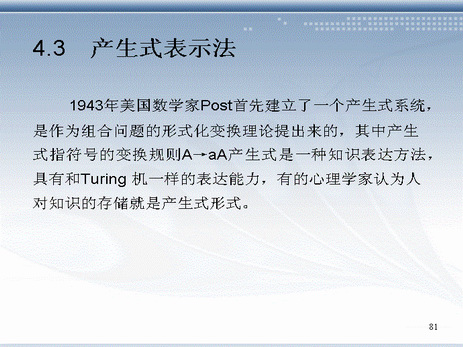 4.3 产生式表示法
1943年美国数学家Post首先建立了一个产生式系统，
是作为组合问题的形式化变换理论提出来的，其中产生
式指符号的变换规则A→aA产生式是一种知识表达方法，
具有和Turing 机一样的表达能力，有的心理学家认为人
对知识的存储就是产生式形式。
81